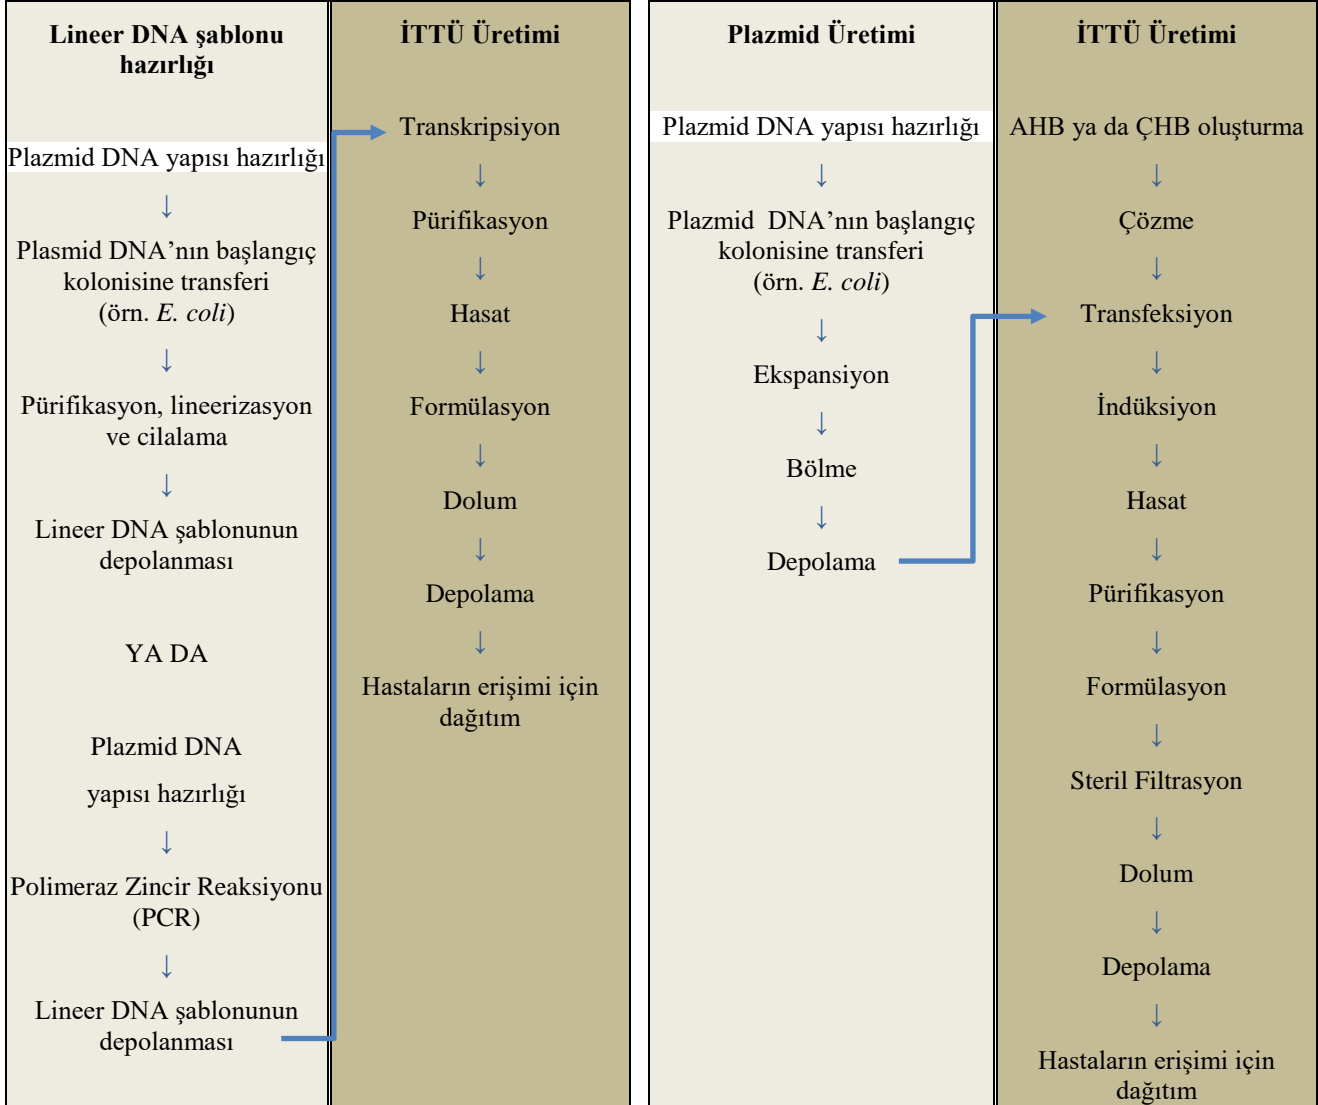 Lineer DNA şablonu
hazırlığı
Plazmid DNA yapısı hazırlığı
↓
Plasmid DNA’nın başlangıç
kolonisine transferi
(örn. E. coli)
↓
Pürifikasyon, lineerizasyon
ve cilalama
↓
Lineer DNA şablonunun
depolanması
YA DA
Plazmid DNA
yapısı hazırlığı
↓
Polimeraz Zincir Reaksiyonu
(PCR)
↓
Lineer DNA şablonunun
depolanması
İTTÜ Üretimi
Transkripsiyon
↓
Pürifikasyon
↓
Hasat
↓
Formülasyon
↓
Dolum
↓
Depolama
↓
Hastaların erişimi için
dağıtım
Plazmid Üretimi
Plazmid DNA yapısı hazırlığı
↓
Plazmid DNA’nın başlangıç
kolonisine transferi
(örn. E. coli)
↓
Ekspansiyon
↓
Bölme
↓
Depolama
İTTÜ Üretimi
AHB ya da ÇHB oluşturma
↓
Çözme
↓
Transfeksiyon
↓
İndüksiyon
↓
Hasat
↓
Pürifikasyon
↓
Formülasyon
↓
Steril Filtrasyon
↓
Dolum
↓
Depolama
↓
Hastaların erişimi için
dağıtım